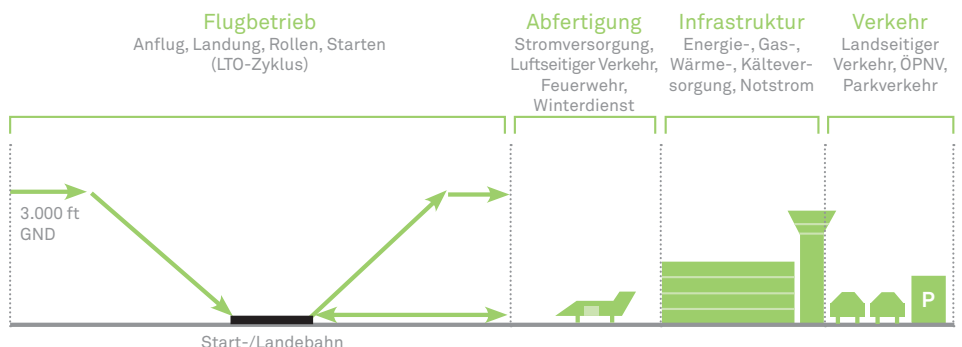 Flugbetrieb
Anflug, Landung, Rollen, Starten
(LTO-Zyklus)
Abfertigung
Stromversorgung,
Luftseitiger Verkehr,
Feuerwehr,
Winterdienst
Infrastruktur
Energie-, Gas-,
Wärme-, Kältever-
sorgung, Notstrom
Verkehr
Landseitiger
Verkehr, ÖPNV,
Parkverkehr
3.000 ft
GND
P
Start-/Landebahn